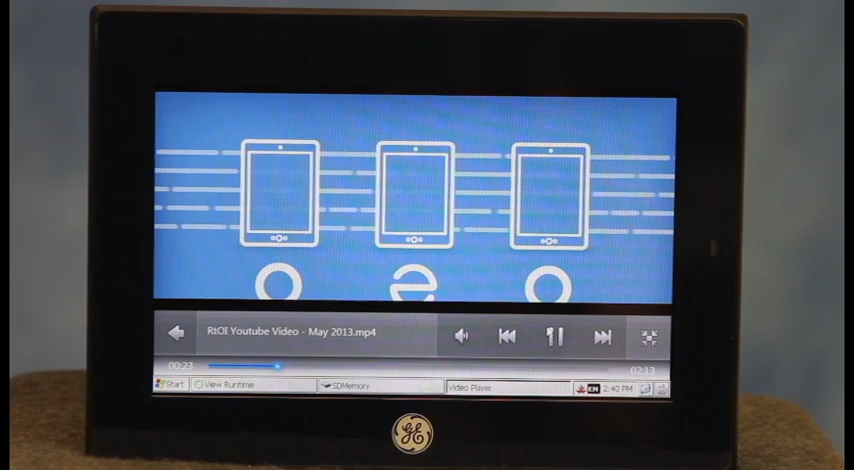 RtOI Youtube Video - May 2013.mp4
00:23
02:13
Start View Runtime SDMemory Video Player EN 2:40 PM
GE